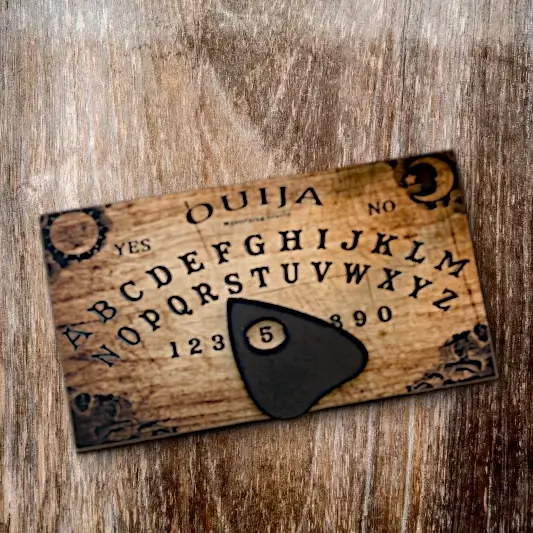 OUIJA
YES NO
ABCDEFGHIJKLM
NOPQRSTUVWXYZ
123 5 890